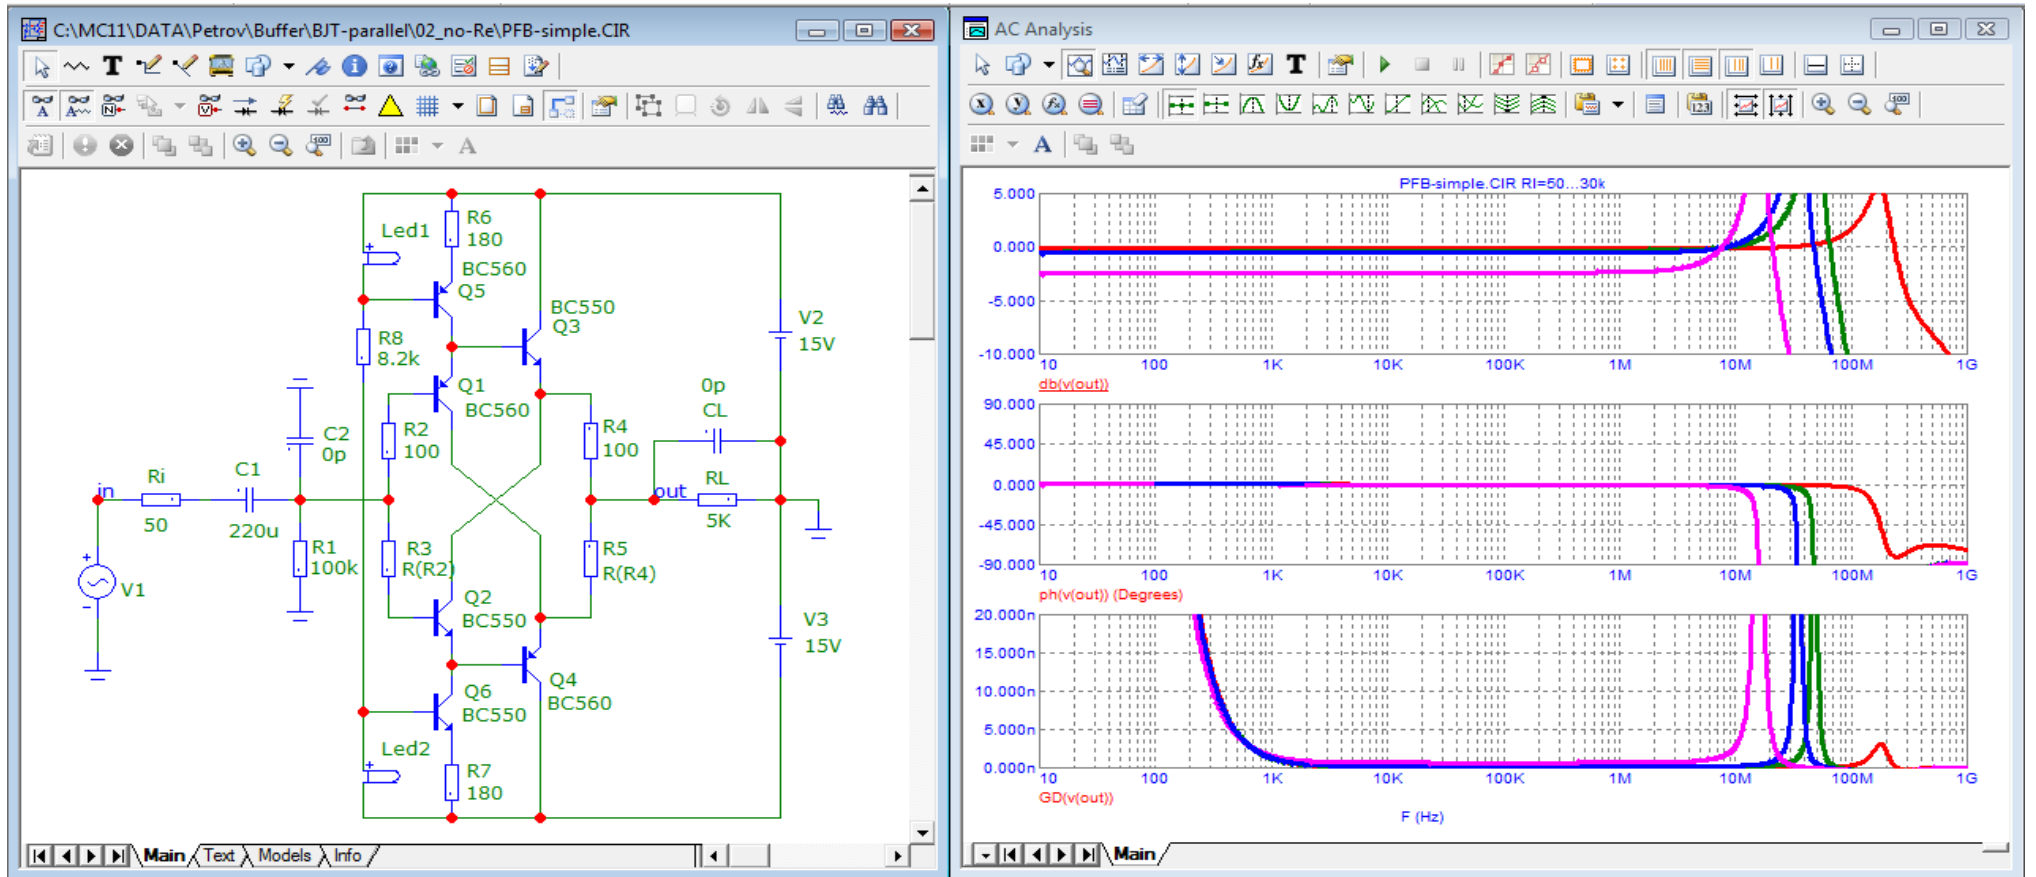 C:\MC11\DATA\Petrov\Buffer\BJT-parallel\02_no-Re\PFB-simple.CIR
Led1
R6
180
BC560
Q5
BC550
Q3
V2
15V
R8
8.2k
Q1
BC560
0p
CL
C2
0p
R2
100
R4
100
Ri
C1
RL
in
out
50
220u
5K
R1
100k
R3
R(R2)
R5
R(R4)
V1
Q2
BC550
V3
15V
Q6
BC550
Q4
BC560
Led2
R7
180
Main
Text
Models
Info
AC Analysis
PFB-simple.CIR RI=50...30k
5.000
0.000
-5.000
-10.000
10 100 1K 10K 100K 1M 10M 100M 1G
db(v(out))
90.000
45.000
0.000
-45.000
-90.000
10 100 1K 10K 100K 1M 10M 100M 1G
ph(v(out)) (Degrees)
20.000n
15.000n
10.000n
5.000n
0.000n
10 100 1K 10K 100K 1M 10M 100M 1G
GD(v(out))
F (Hz)
Main